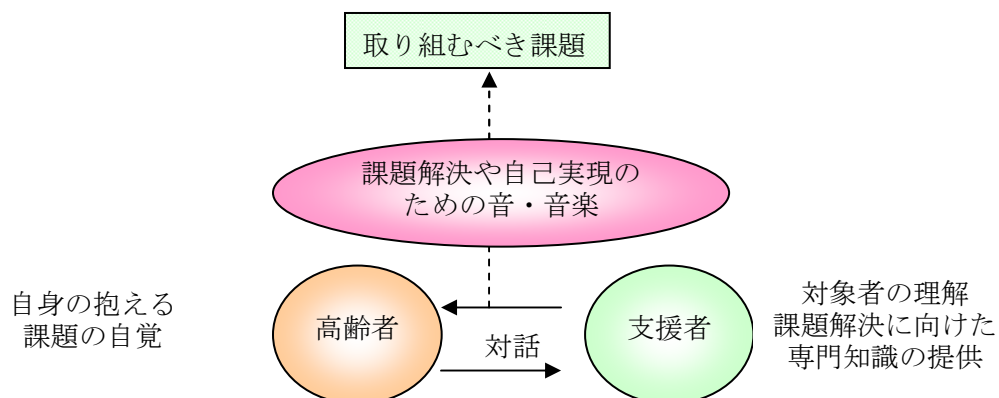 取り組むべき課題
課題解決や自己実現の
ための音・音楽
自身の抱える
課題の自覚
高齢者
対話
支援者
対象者の理解
課題解決に向けた
専門知識の提供